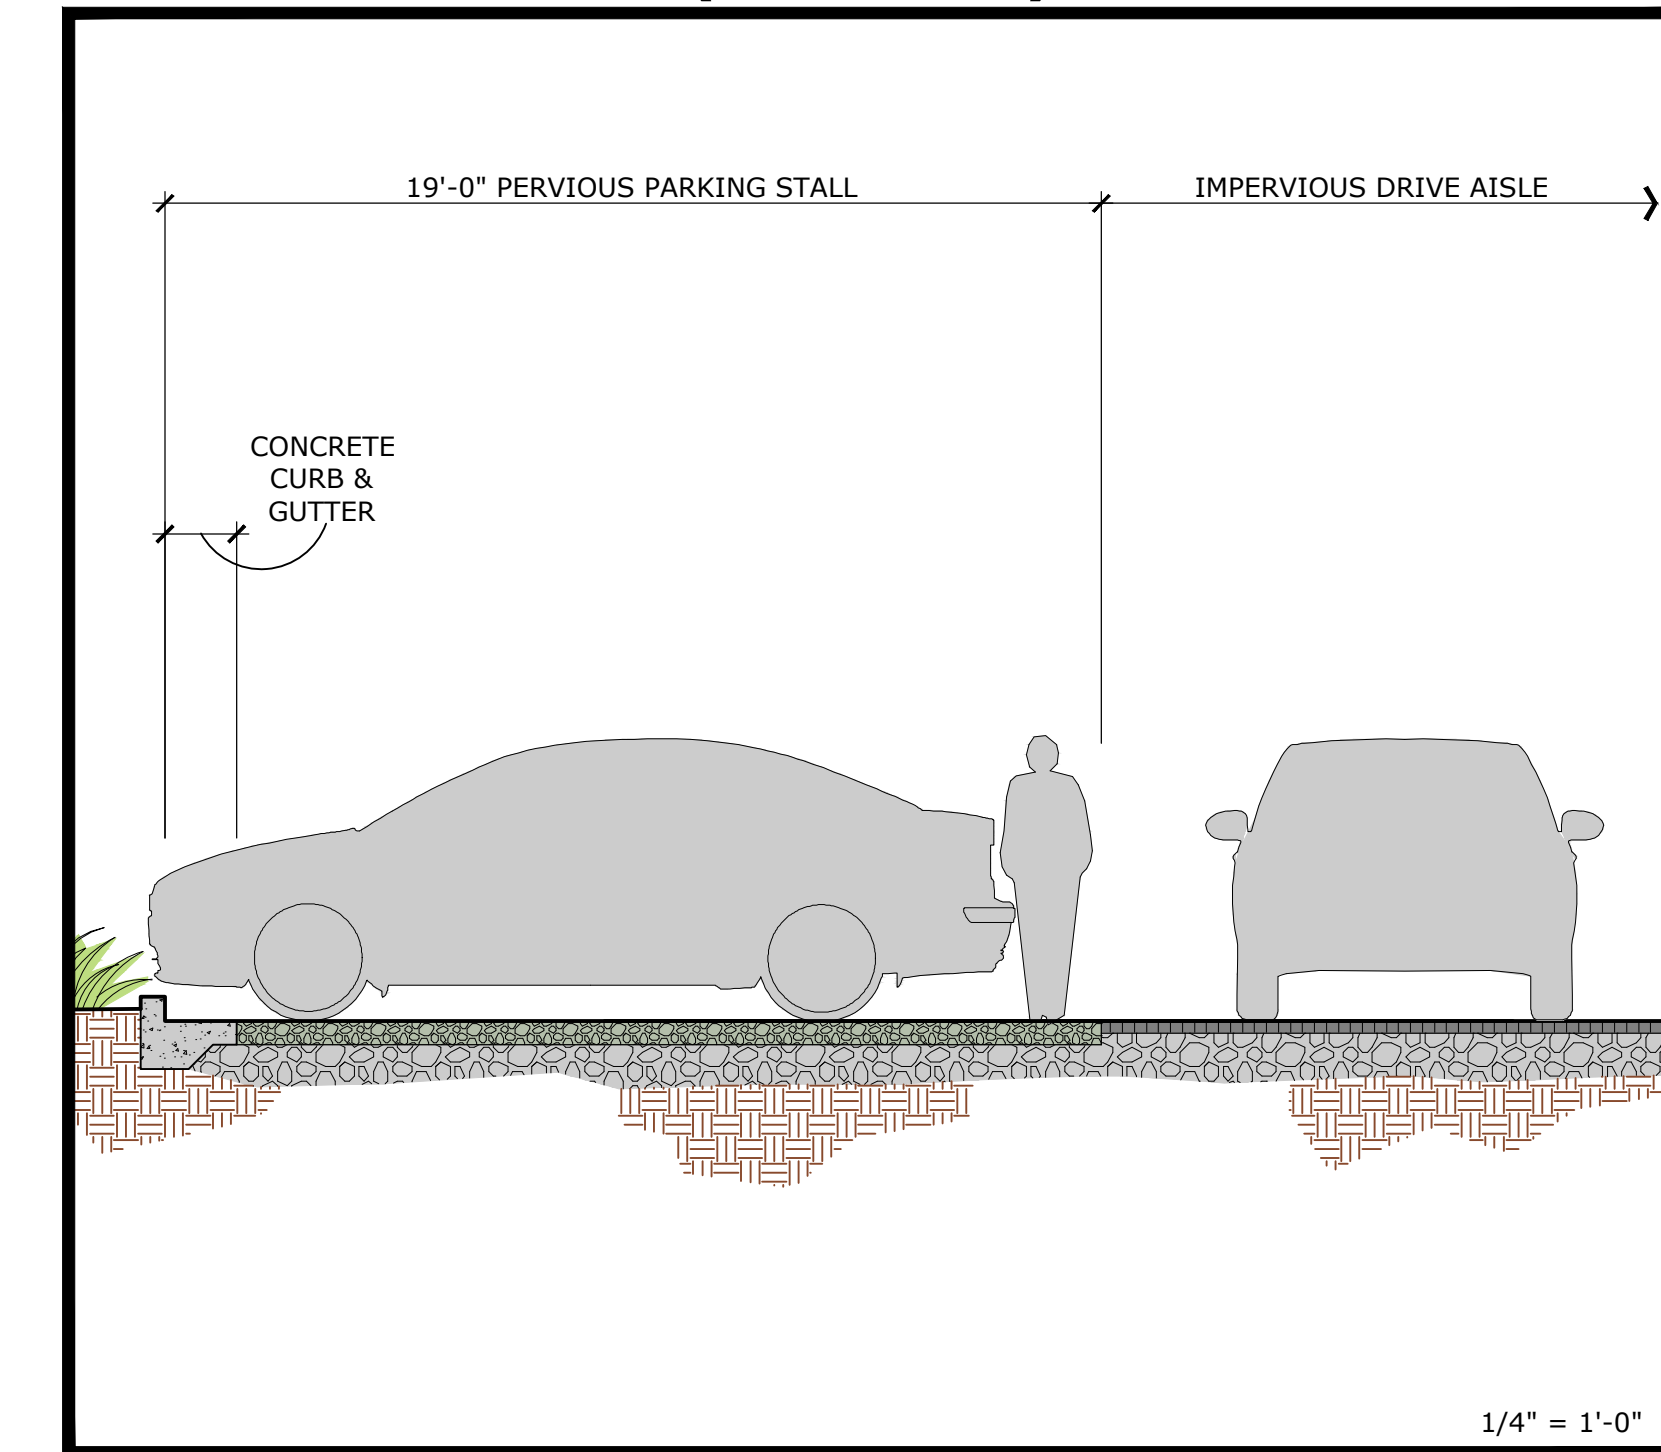 19'-0" PERVIOUS PARKING STALL
IMPERVIOUS DRIVE AISLE
CONCRETE
CURB &
GUTTER
1/4" = 1'-0"